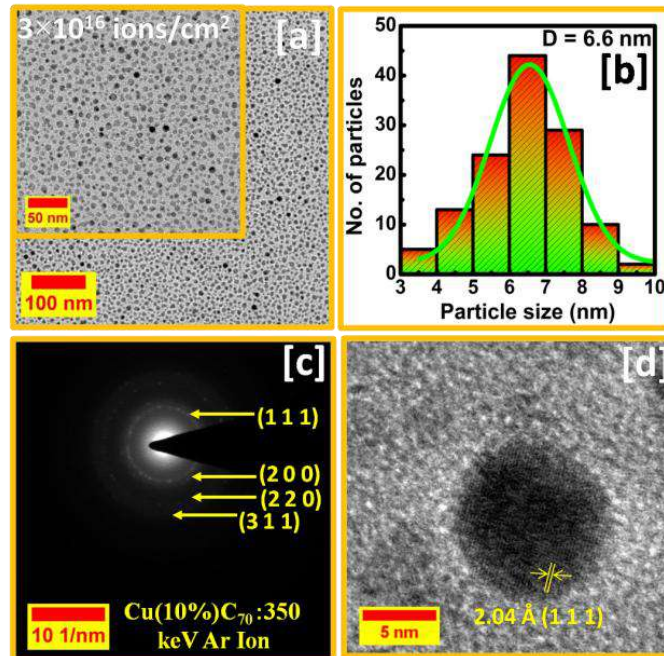 3×10¹⁶ ions/cm²
[a]
50 nm
100 nm
D = 6.6 nm
[b]
50
40
30
20
10
0
No. of particles
3 4 5 6 7 8 9 10
Particle size (nm)
[c]
(1 1 1)
(2 0 0)
(2 2 0)
(3 1 1)
Cu(10%)C₇₀:350
keV Ar Ion
10 1/nm
[d]
2.04 Å (1 1 1)
5 nm